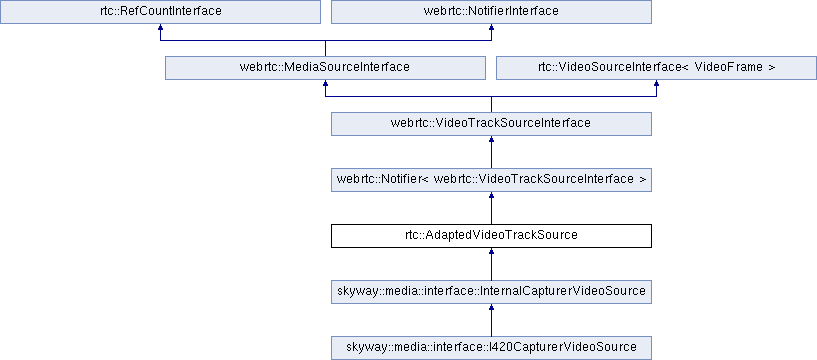 rtc::RefCountInterface
webrtc::NotifierInterface
webrtc::MediaSourceInterface
rtc::VideoSourceInterface< VideoFrame >
webrtc::VideoTrackSourceInterface
webrtc::Notifier< webrtc::VideoTrackSourceInterface >
rtc::AdaptedVideoTrackSource
skyway::media::interface::InternalCapturerVideoSource
skyway::media::interface::I420CapturerVideoSource